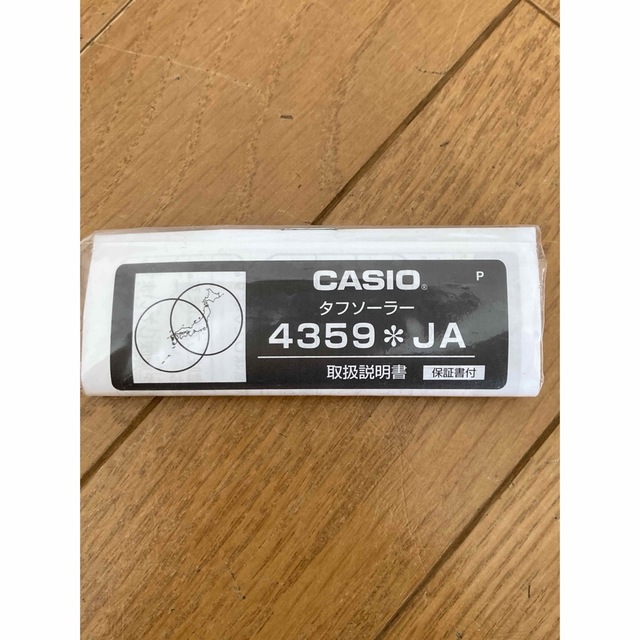 CASIO®
P
タフソーラー
4359＊JA
取扱説明書 保証書付